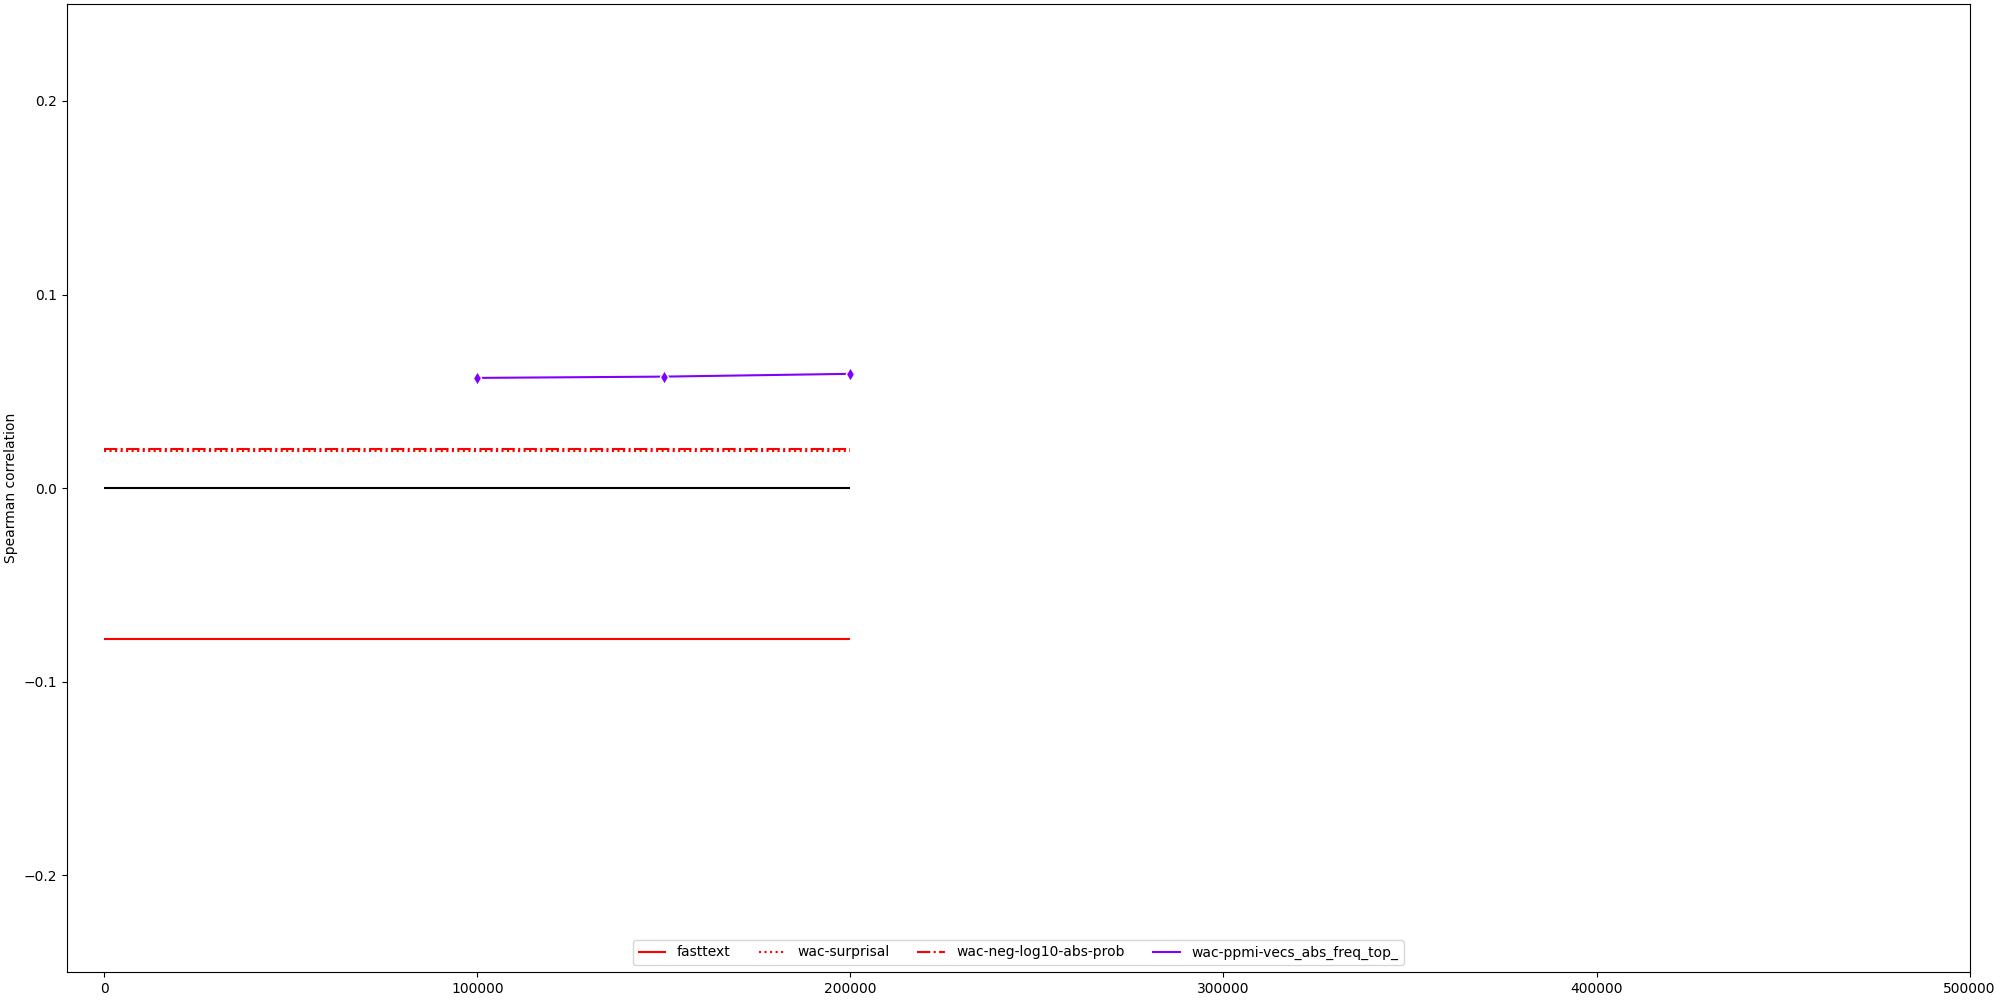 0.2
0.1
0.0
−0.1
−0.2
Spearman correlation
fasttext wac-surprisal wac-neg-log10-abs-prob wac-ppmi-vecs_abs_freq_top_
0 100000 200000 300000 400000 500000